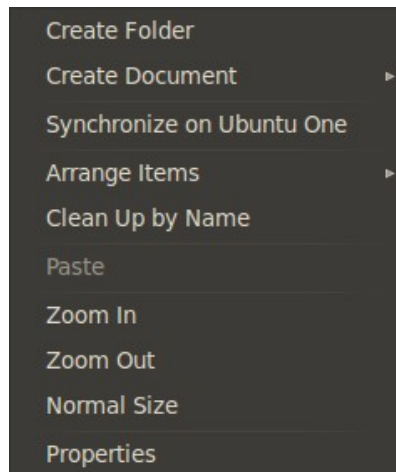 Create Folder
Create Document
Synchronize on Ubuntu One
Arrange Items
Clean Up by Name
Paste
Zoom In
Zoom Out
Normal Size
Properties